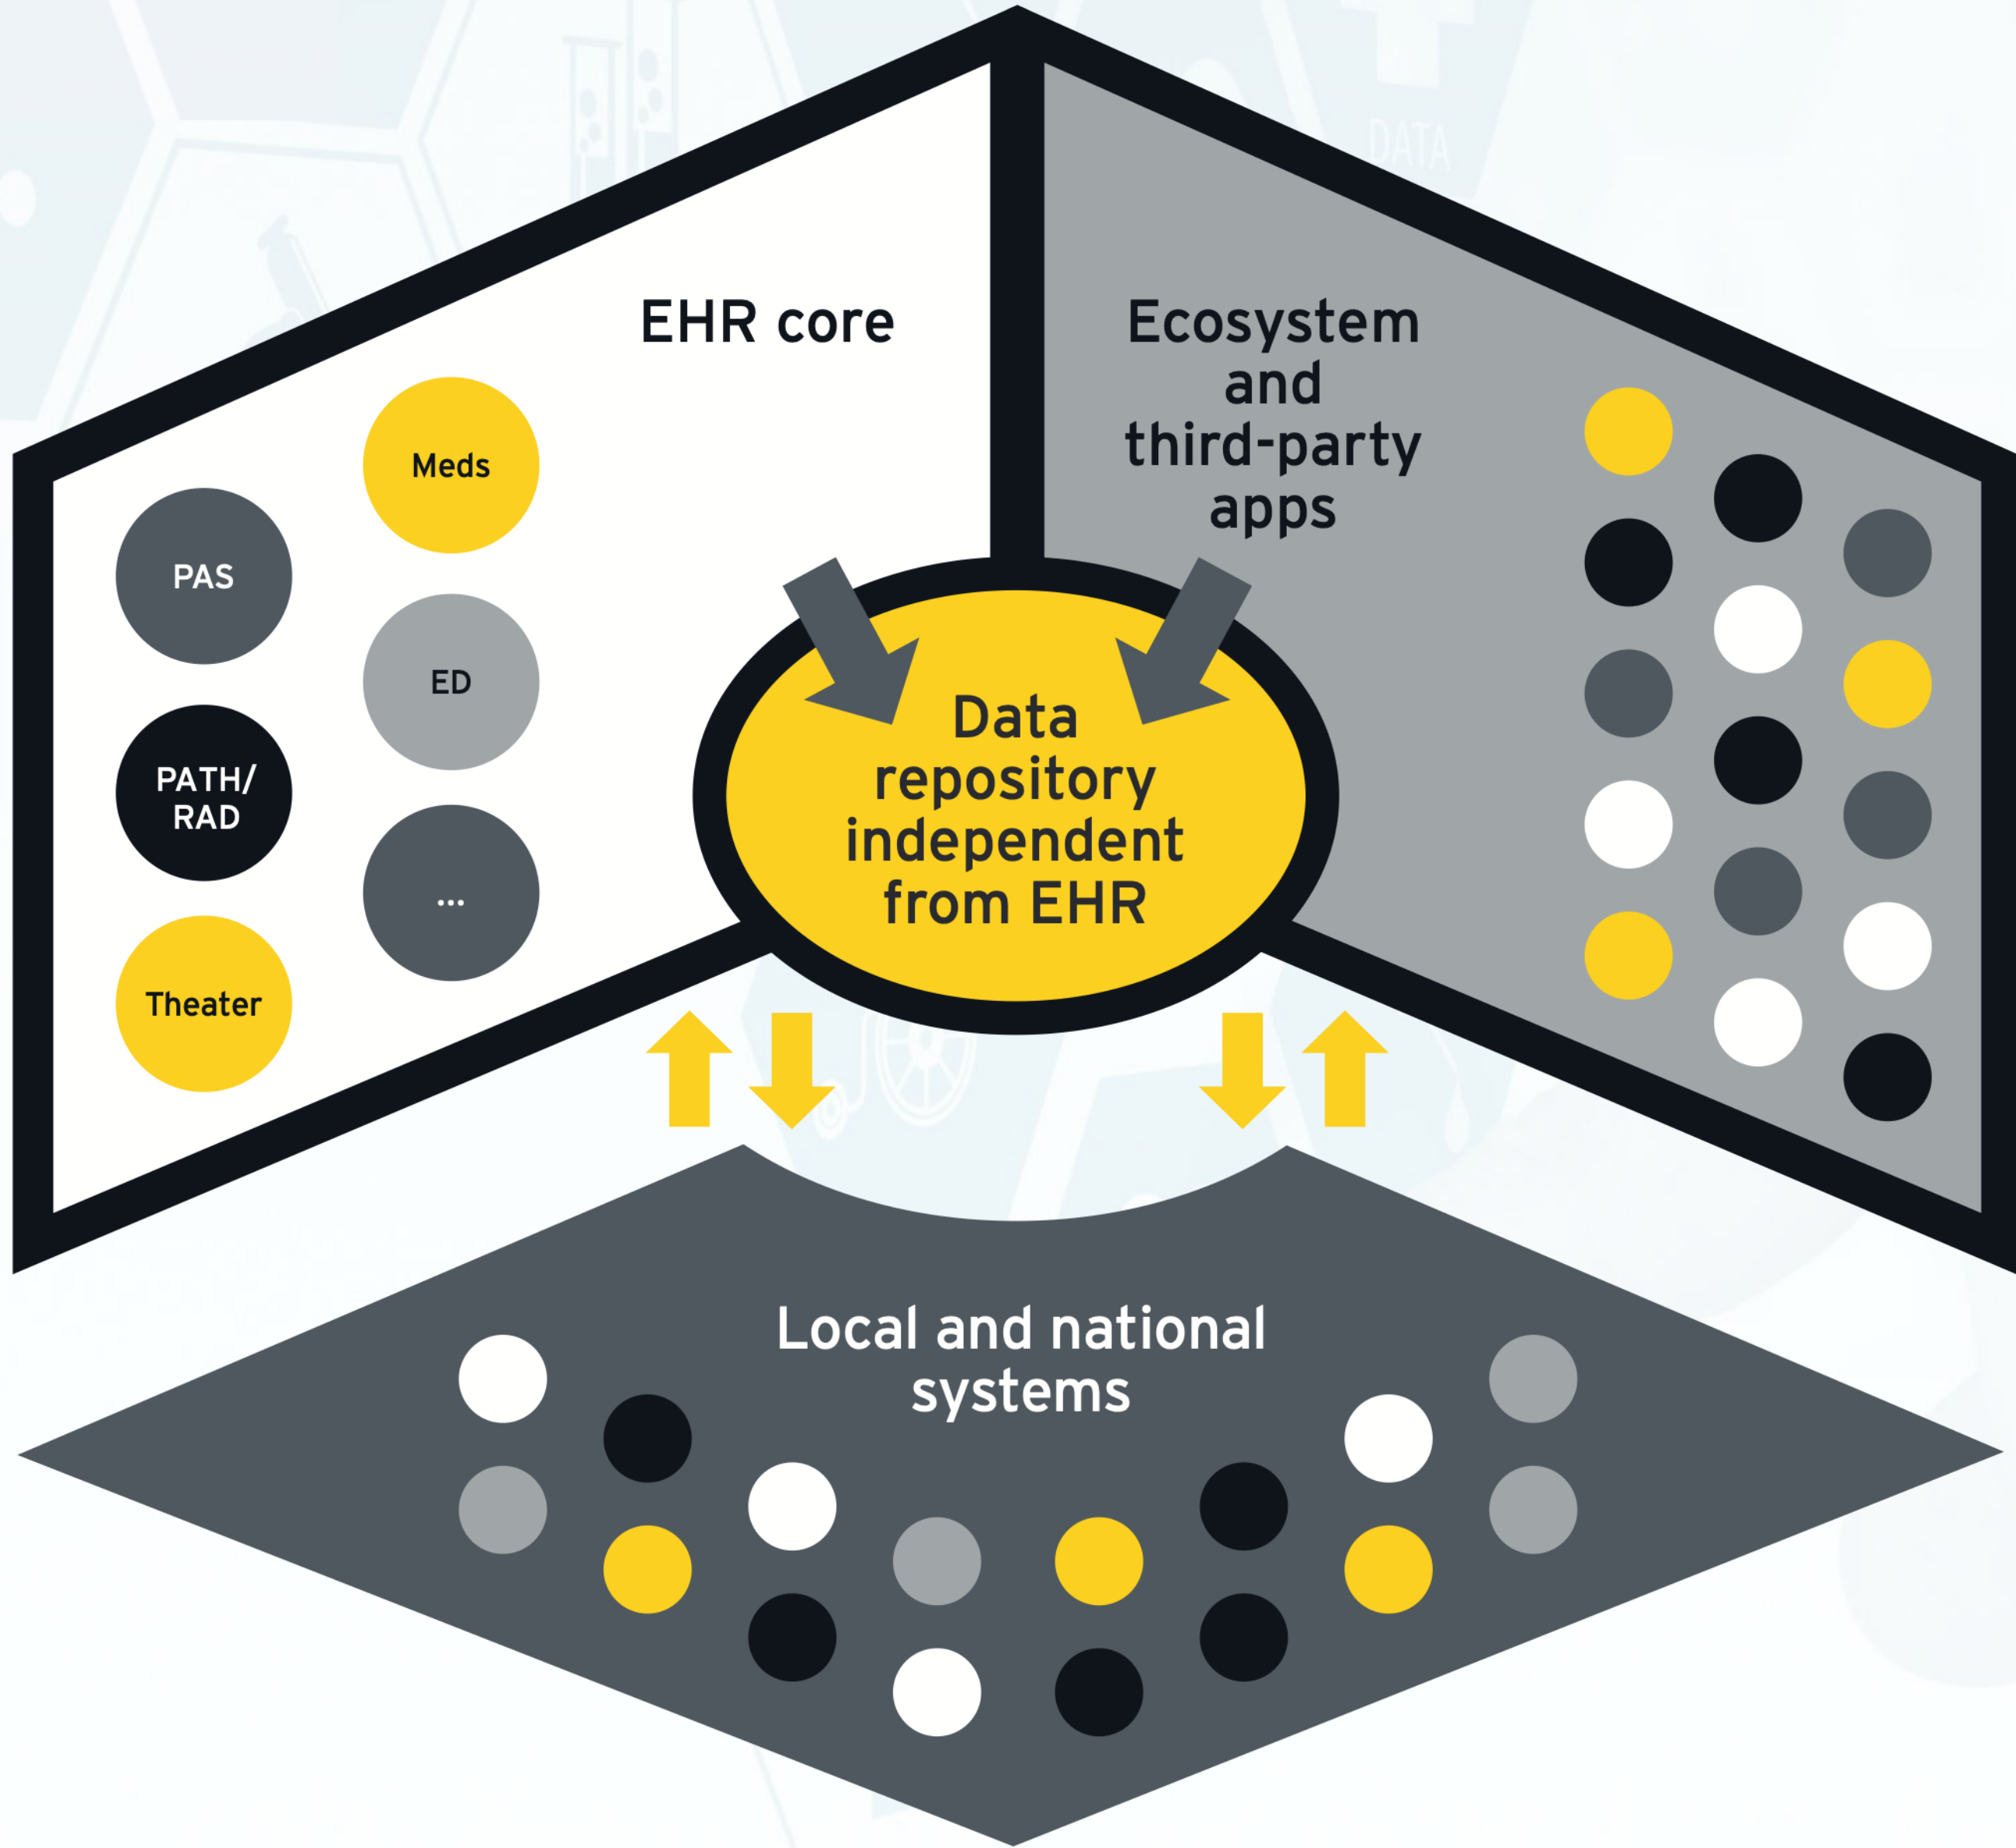 DATA
EHR core
Ecosystem
and
third-party
apps
Meds
PAS
ED
PATH/
RAD
...
Theater
Data
repository
independent
from EHR
Local and national
systems